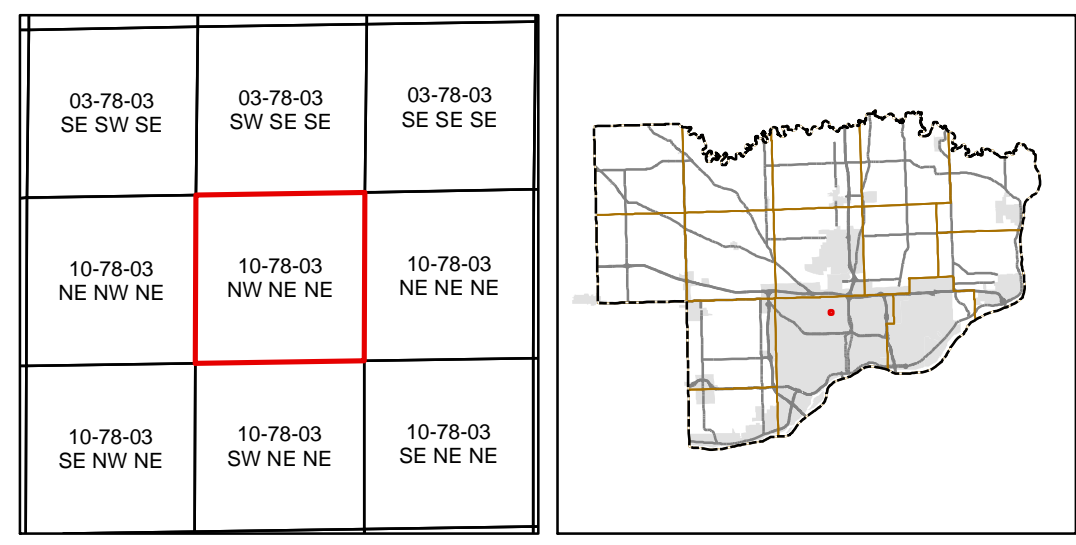 03-78-03
SE SW SE
03-78-03
SW SE SE
03-78-03
SE SE SE
10-78-03
NE NW NE
10-78-03
NW NE NE
10-78-03
NE NE NE
10-78-03
SE NW NE
10-78-03
SW NE NE
10-78-03
SE NE NE